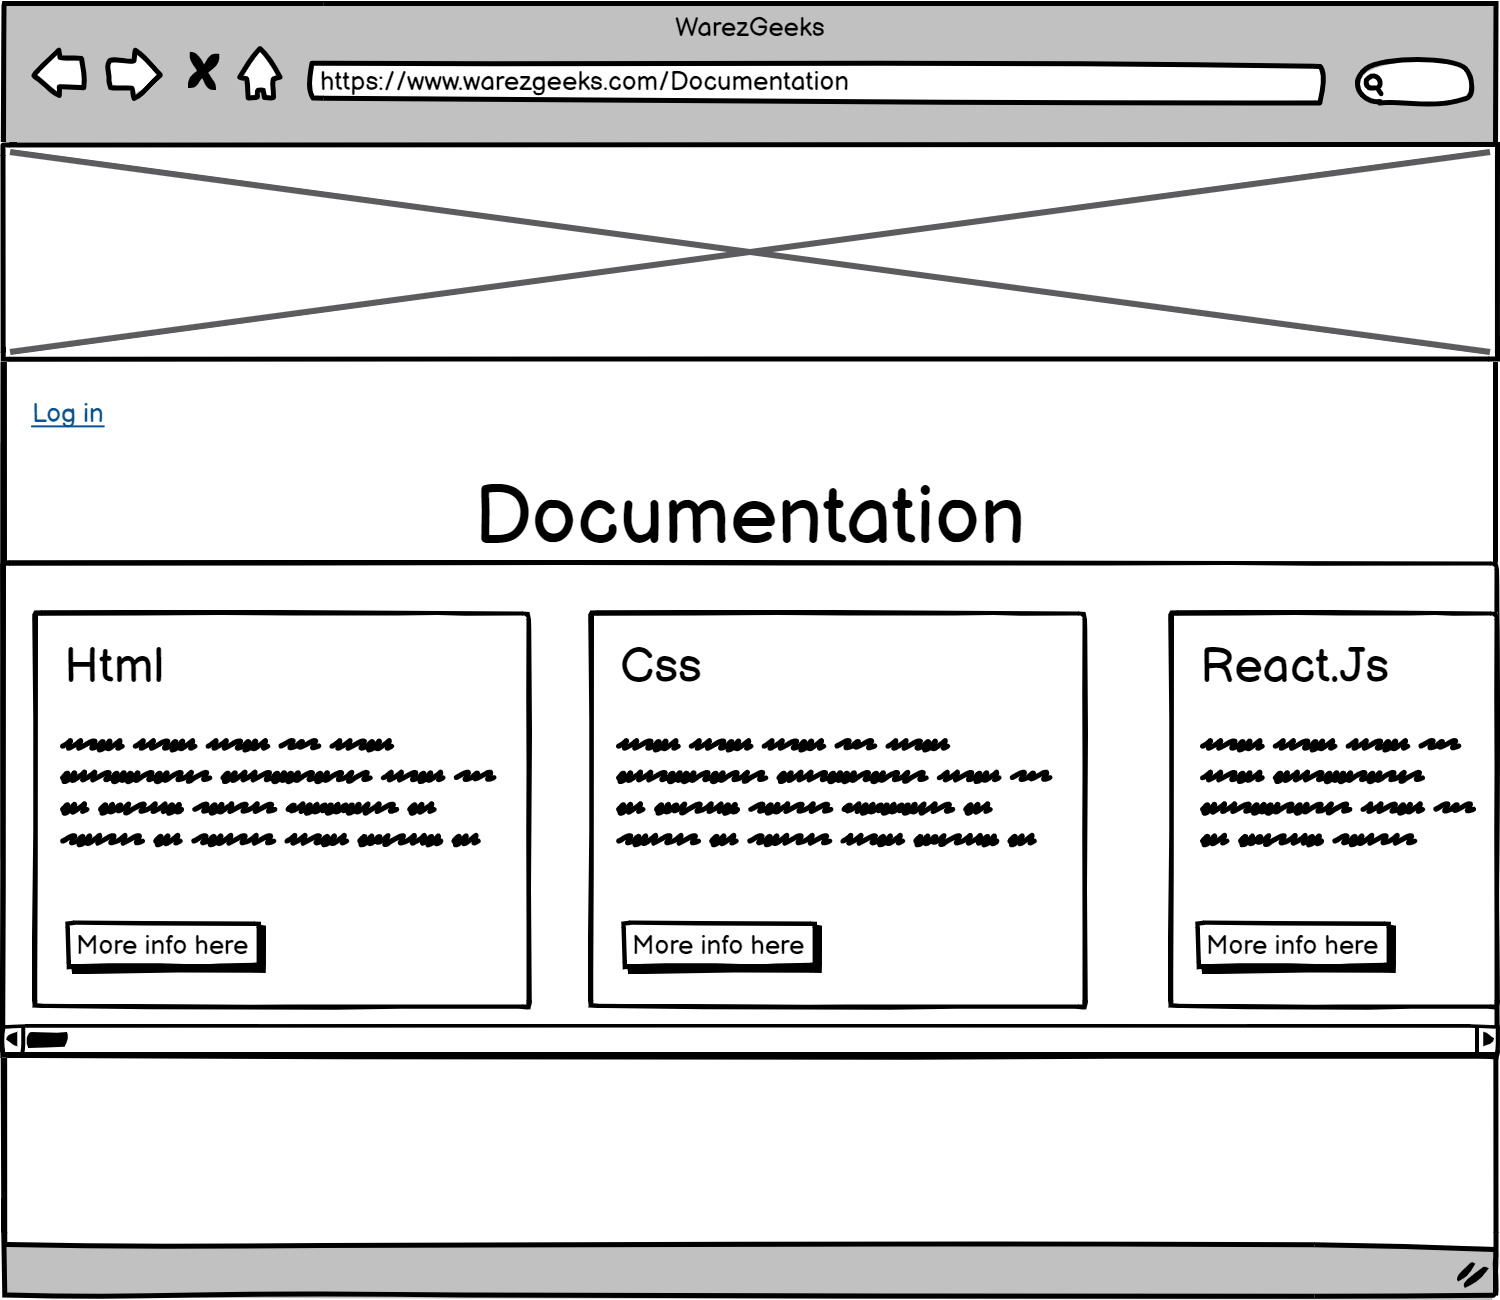 WarezGeeks
https://www.warezgeeks.com/Documentation
Log in
Documentation
Html
Css
React.Js
More info here
More info here
More info here